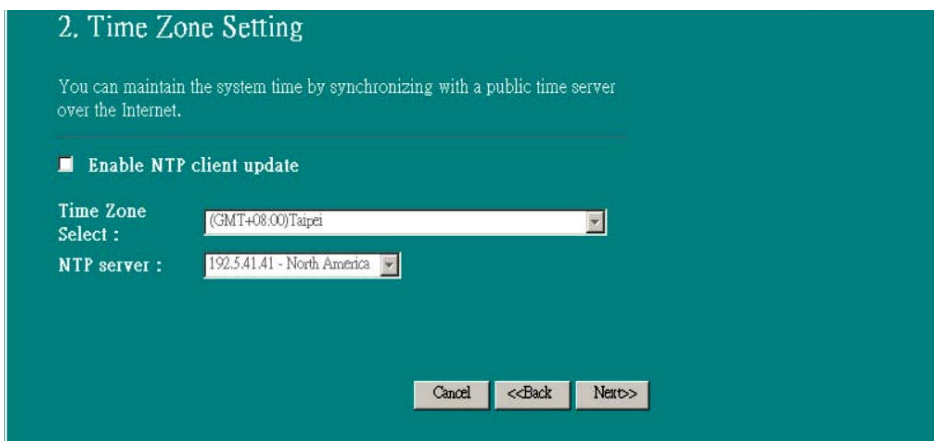 2. Time Zone Setting
You can maintain the system time by synchronizing with a public time server
over the Internet.
Enable NTP client update
Time Zone
Select :
(GMT+08:00)Taipei
NTP server :
192.5.41.41 - North America
Cancel
<<Back
Next>>